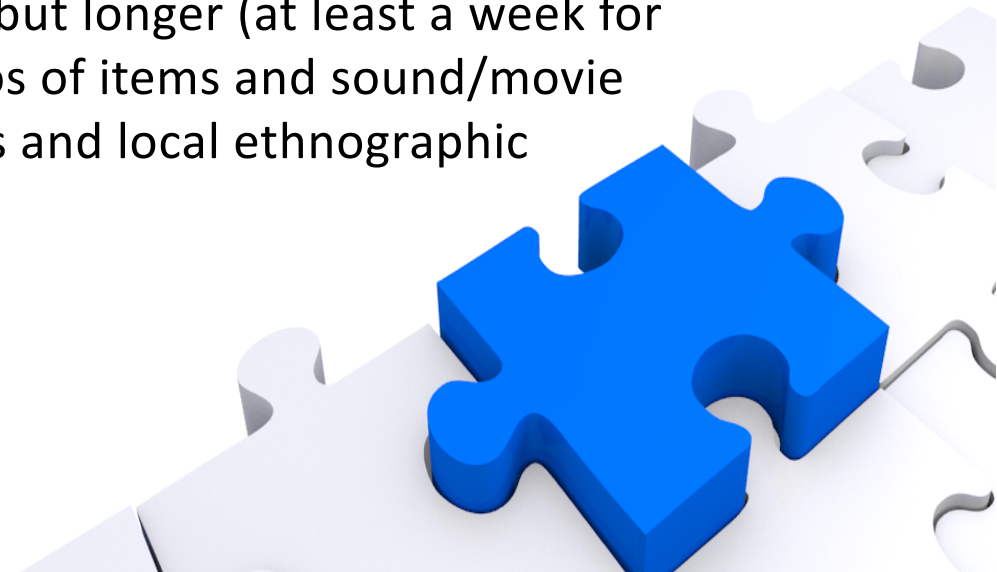 but longer (at least a week for
of items and sound/movie
and local ethnographic